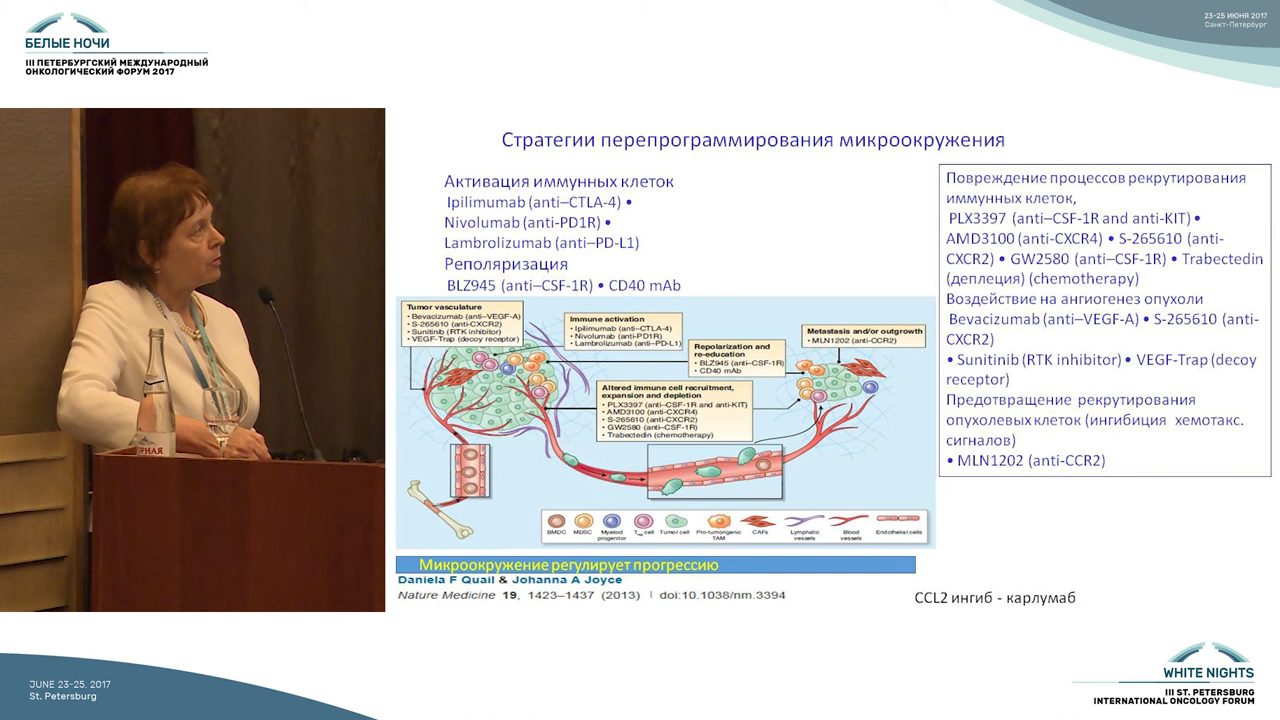 БЕЛЫЕ НОЧИ
III ПЕТЕРБУРГСКИЙ МЕЖДУНАРОДНЫЙ
ОНКОЛОГИЧЕСКИЙ ФОРУМ 2017
23-25 ИЮНЯ 2017
Санкт-Петербург
Стратегии перепрограммирования микроокружения
Активация иммунных клеток
Ipilimumab (anti–CTLA-4) •
Nivolumab (anti-PD1R) •
Lambrolizumab (anti–PD-L1)
Реполяризация
BLZ945 (anti–CSF-1R) • CD40 mAb
Повреждение процессов рекрутирования
иммунных клеток,
PLX3397 (anti–CSF-1R and anti-KIT) •
AMD3100 (anti-CXCR4) • S-265610 (anti-
CXCR2) • GW2580 (anti–CSF-1R) • Trabectedin
(деплеция) (chemotherapy)
Воздействие на ангиогенез опухоли
Bevacizumab (anti–VEGF-A) • S-265610 (anti-
CXCR2)
• Sunitinib (RTK inhibitor) • VEGF-Trap (decoy
receptor)
Предотвращение рекрутирования
опухолевых клеток (ингибиция хемотакс.
сигналов)
• MLN1202 (anti-CCR2)
Tumor vasculature
• Bevacizumab (anti–VEGF-A)
• S-265610 (anti-CXCR2)
• Sunitinib (RTK inhibitor)
• VEGF-Trap (decoy receptor)
Immune activation
• Ipilimumab (anti–CTLA-4)
• Nivolumab (anti-PD1R)
• Lambrolizumab (anti–PD-L1)
Repolarization and
re-education
• BLZ945 (anti–CSF-1R)
• CD40 mAb
Metastasis and/or outgrowth
• MLN1202 (anti-CCR2)
Altered immune cell recruitment,
expansion and depletion
• PLX3397 (anti–CSF-1R and anti-KIT)
• AMD3100 (anti-CXCR4)
• S-265610 (anti-CXCR2)
• GW2580 (anti–CSF-1R)
• Trabectedin (chemotherapy)
BMDC
MDSC
Myeloid
progenitor
T reg cell
Tumor cell
Pro-tumorigenic
TAM
CAFs
Lymphatic
vessels
Blood
vessels
Endothelial cells
Микроокружение регулирует прогрессию
Daniela F Quail & Johanna A Joyce
Nature Medicine 19, 1423–1437 (2013) | doi:10.1038/nm.3394
CCL2 ингиб - карлумаб
ОРНАЯ
JUNE 23-25, 2017
St. Petersburg
WHITE NIGHTS
III ST. PETERSBURG
INTERNATIONAL ONCOLOGY FORUM